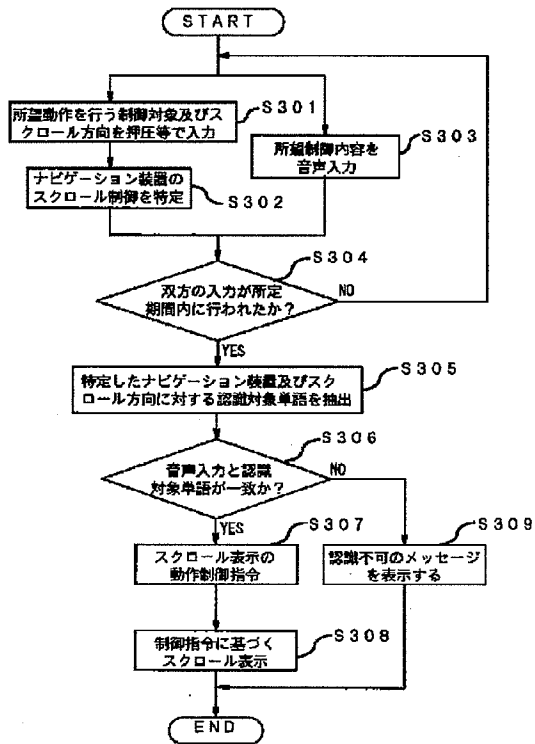 START
所望動作を行う制御対象及びス
クロール方向を押圧等で入力
S301
所望制御内容を
音声入力
S303
ナビゲーション装置の
スクロール制御を特定
S302
双方の入力が所定
期間内に行われたか?
S304
NO
YES
特定したナビゲーション装置及びスク
ロール方向に対する認識対象単語を抽出
S305
音声入力と認識
対象単語が一致か?
S306
NO
YES
スクロール表示の
動作制御指令
S307
認識不可のメッセージ
を表示する
S309
制御指令に基づく
スクロール表示
S308
END